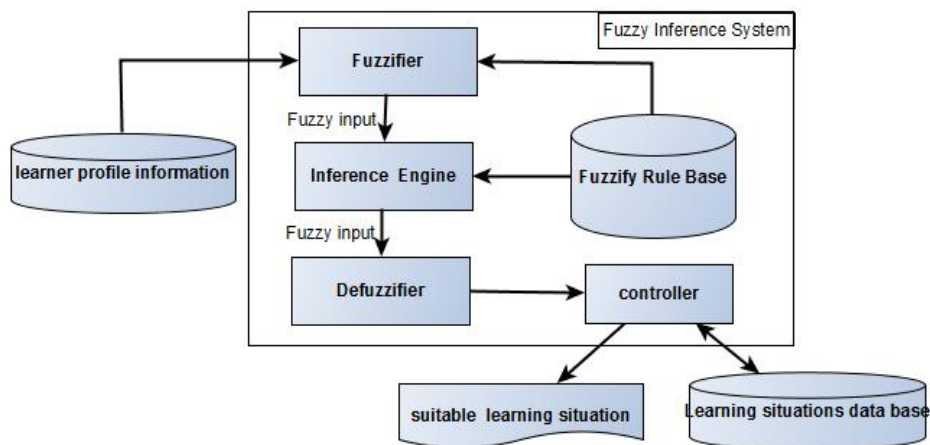 Fuzzy Inference System
Fuzzifier
Fuzzy input
learner profile information
Inference Engine
Fuzzify Rule Base
Fuzzy input
Defuzzifier
controller
suitable learning situation
Learning situations data base